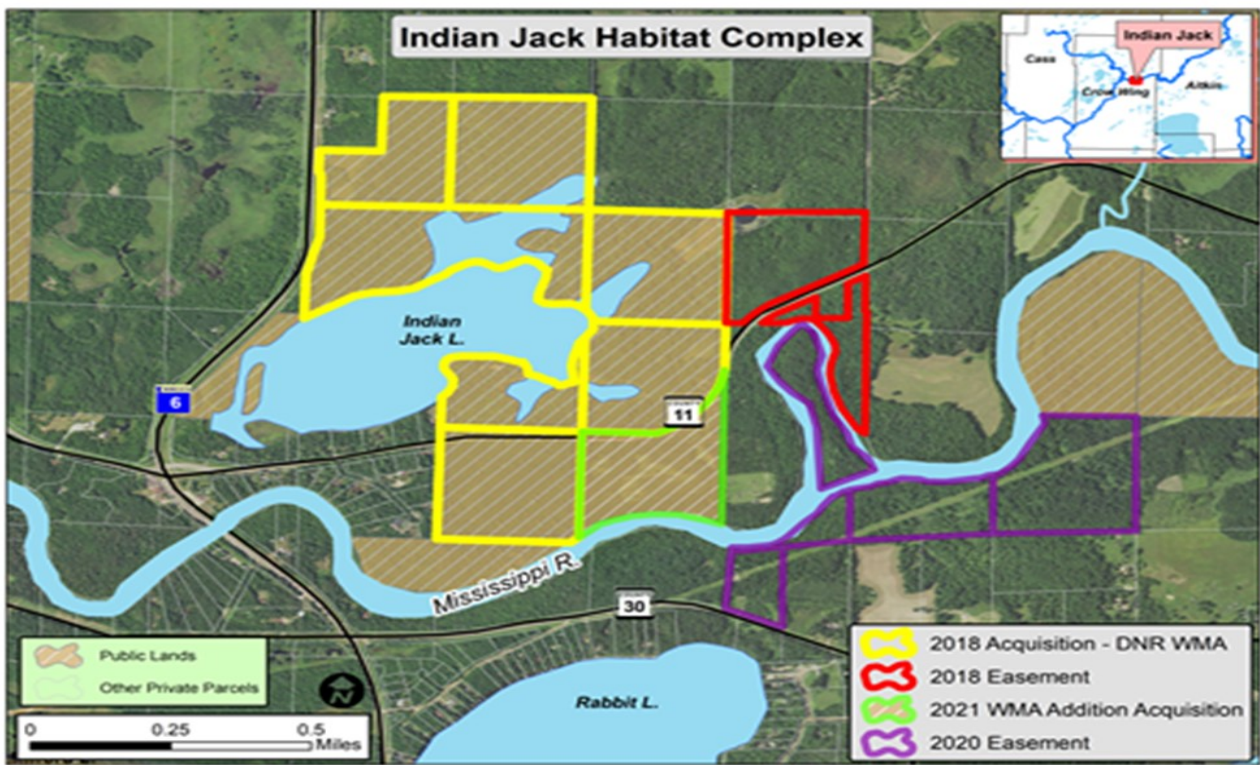 Indian Jack Habitat Complex
Indian Jack
Cass
Crow Wing
Aitkin
Indian
Jack L.
6
11
Mississippi R.
30
Rabbit L.
Public Lands
Other Private Parcels
N
0 0.25 0.5
Miles
2018 Acquisition - DNR WMA
2018 Easement
2021 WMA Addition Acquisition
2020 Easement